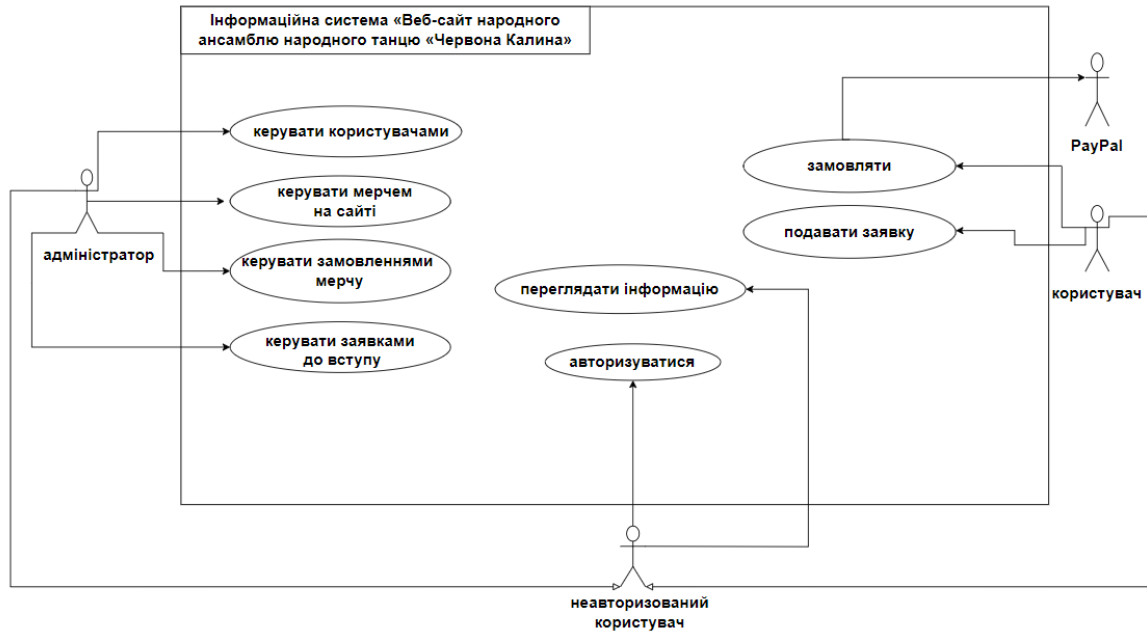 Інформаційна система «Веб-сайт народного
ансамблю народного танцю «Червона Калина»
керувати користувачами
PayPal
замовляти
керувати мерчем
на сайті
подавати заявку
адміністратор
керувати замовленнями
мерчу
переглядати інформацію
користувач
керувати заявками
до вступу
авторизуватися
неавторизований
користувач